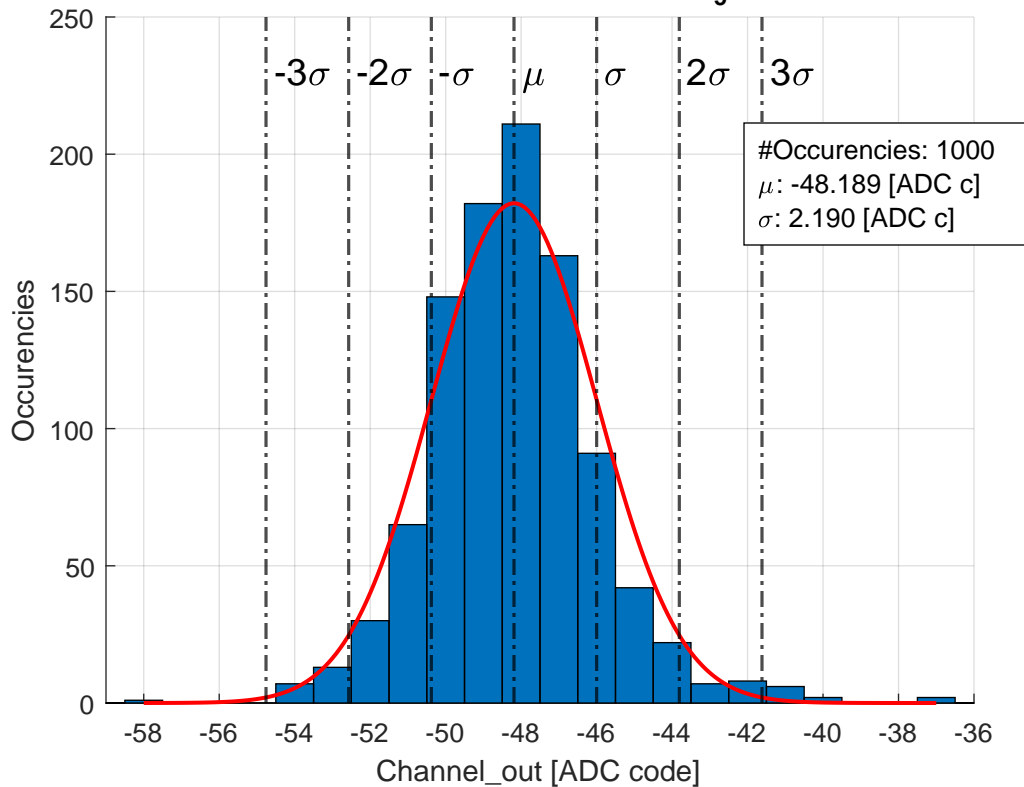 250
200
150
100
50
0
Occurencies
-3σ -2σ -σ μ σ 2σ 3σ
#Occurencies: 1000
μ: -48.189 [ADC c]
σ: 2.190 [ADC c]
-58 -56 -54 -52 -50 -48 -46 -44 -42 -40 -38 -36
Channel_out [ADC code]